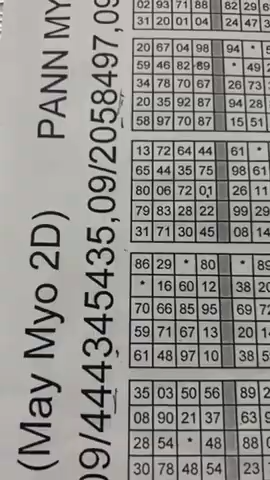 PANN MY
(May Myo 2D)
09/444345435,09/2058497,09
02 93 71 88 82 29 6
31 20 01 04 24 47 3
20 67 04 98 94 *
59 46 82 69 * 49
34 78 70 67 26 73
20 35 92 87 94 28
58 97 70 87 15 51
13 72 64 44 61 *
65 44 35 75 98 61
80 06 72 01 26 11
79 83 28 22 99 29
31 71 30 45 08 14
86 29 * 80 * 89
* 16 60 12 38 20
70 66 85 95 69 72
59 71 67 13 20 1
61 48 97 10 38 5
35 03 50 56 89 2
08 90 21 37 63
28 54 * 48 88
30 78 48 54 23